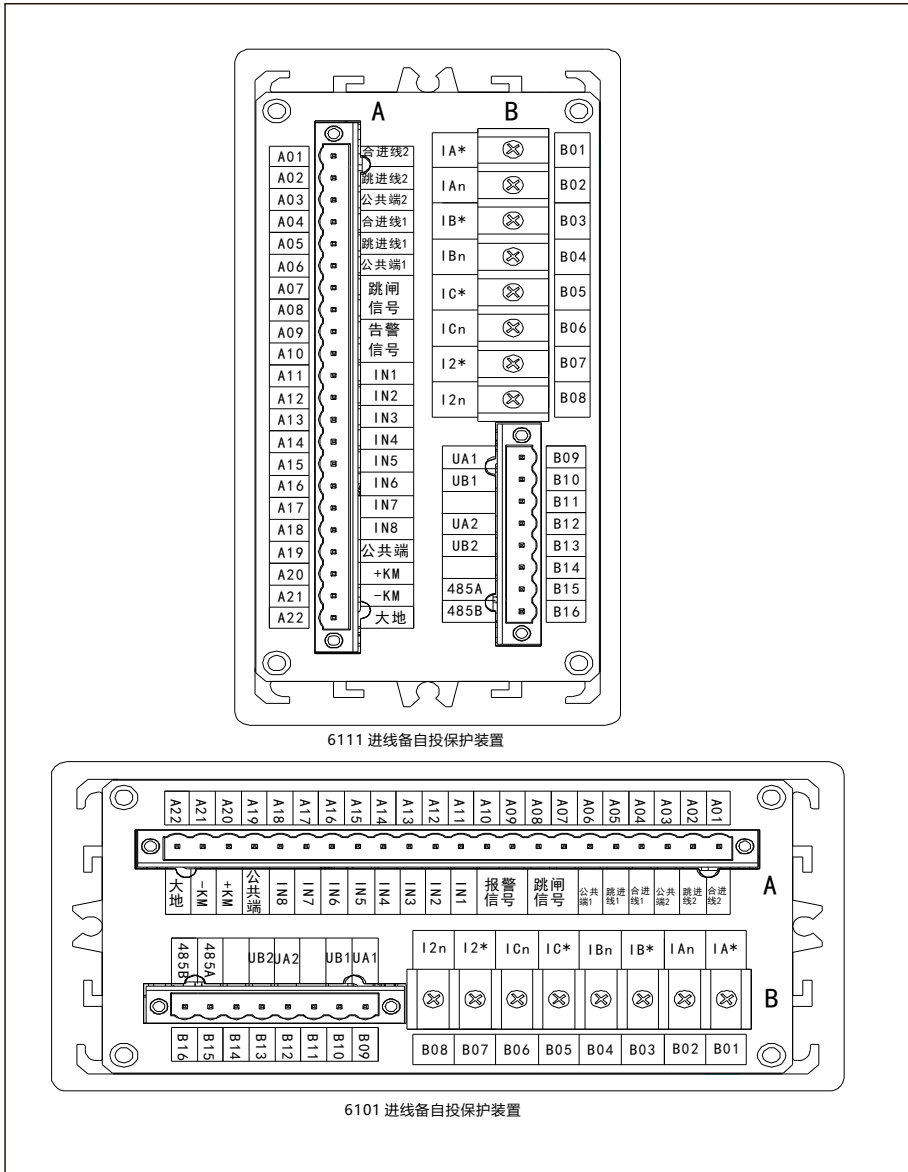 A B
A01 合进线2 IA* B01
A02 跳进线2 IAn B02
A03 公共端2 IB* B03
A04 合进线1 IBn B04
A05 跳进线1 IC* B05
A06 公共端1 ICn B06
A07 跳闸 I2* B07
A08 信号 I2n B08
A09 告警
A10 信号
A11 IN1
A12 IN2
A13 IN3
A14 IN4
A15 IN5 UA1 B09
A16 IN6 UB1 B10
A17 IN7 B11
A18 IN8 UA2 B12
A19 公共端 UB2 B13
A20 +KM B14
A21 -KM 485A B15
A22 大地 485B B16
6111 进线备自投保护装置
A22 A21 A20 A19 A18 A17 A16 A15 A14 A13 A12 A11 A10 A09 A08 A07 A06 A05 A04 A03 A02 A01
大地 -KM +KM 公共端 IN8 IN7 IN6 IN5 IN4 IN3 IN2 IN1 报警信号 跳闸信号 公共端1 跳进线1 合进线1 公共端2 跳进线2 合进线2
A
485B 485A UB2 UA2 UB1 UA1 I2n I2* ICn IC* IBn IB* IAn IA*
B
B16 B15 B14 B13 B12 B11 B10 B09 B08 B07 B06 B05 B04 B03 B02 B01
6101 进线备自投保护装置